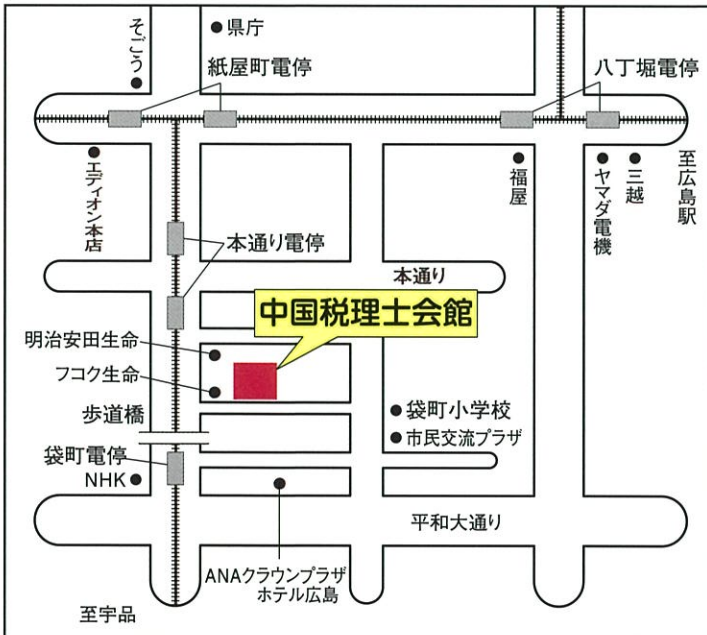 そごう
県庁
紙屋町電停
八丁堀電停
エディオン本店
福屋
ヤマダ電機
三越
至広島駅
本通り電停
本通り
中国税理士会館
明治安田生命
フコク生命
歩道橋
袋町小学校
市民交流プラザ
袋町電停
NHK
平和大通り
ANAクラウンプラザ
ホテル広島
至宇品